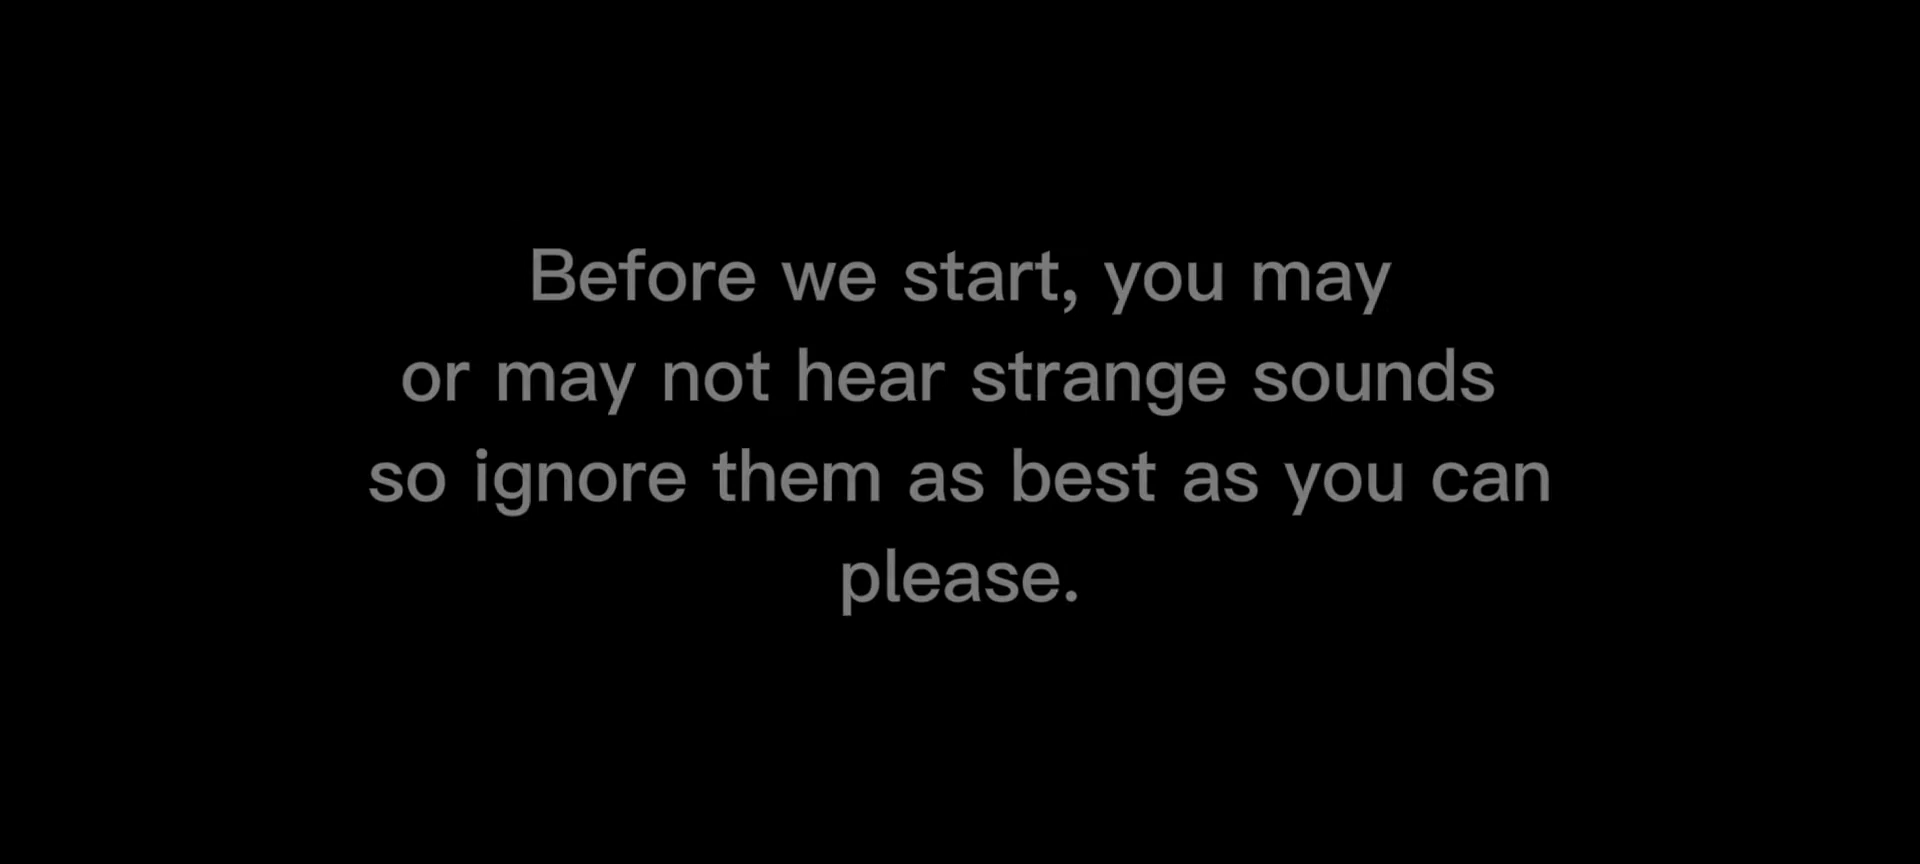 Before we start, you may
or may not hear strange sounds
so ignore them as best as you can
please.